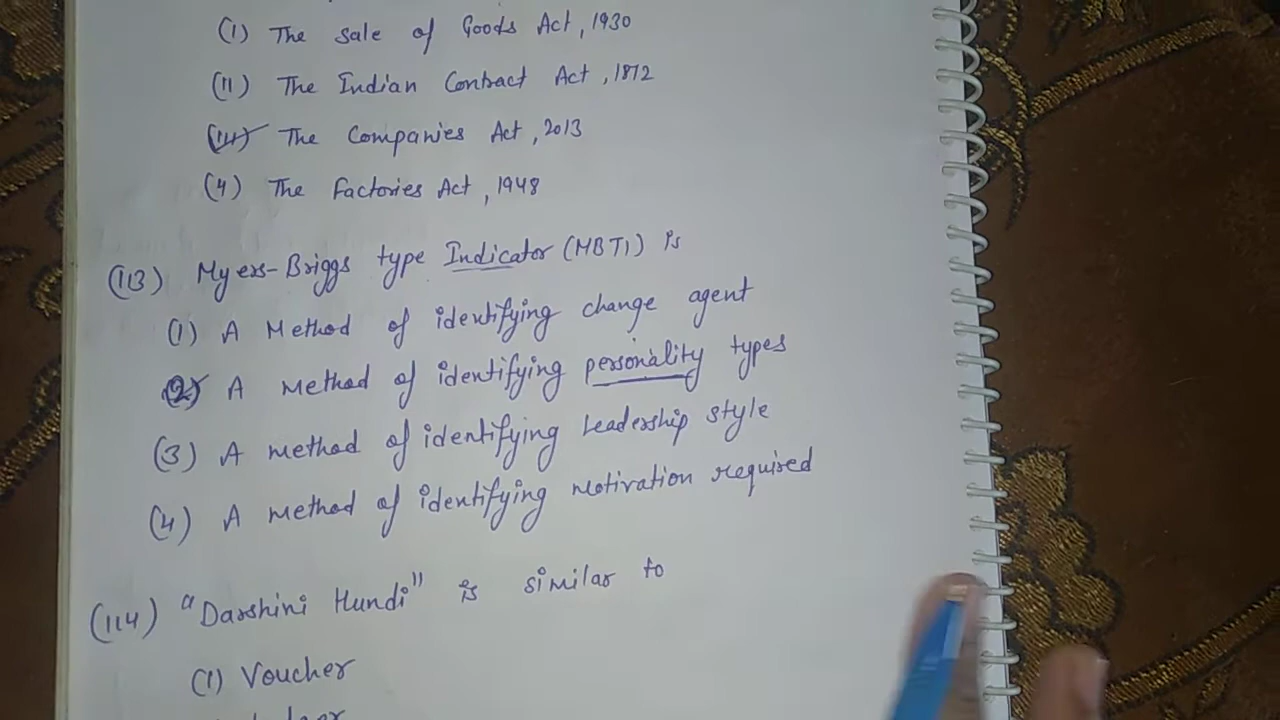 (1) The Sale of Goods Act, 1930
(11) The Indian Contract Act, 1872
(111) The Companies Act, 2013
(4) The Factories Act, 1948
(113) Myers-Briggs type Indicator (MBTI) is
(1) A Method of identifying change agent
(2) A Method of identifying personality types
(3) A method of identifying Leadership style
(4) A method of identifying motivation required
(114) "Darshini Hundi" is similar to
(1) Voucher